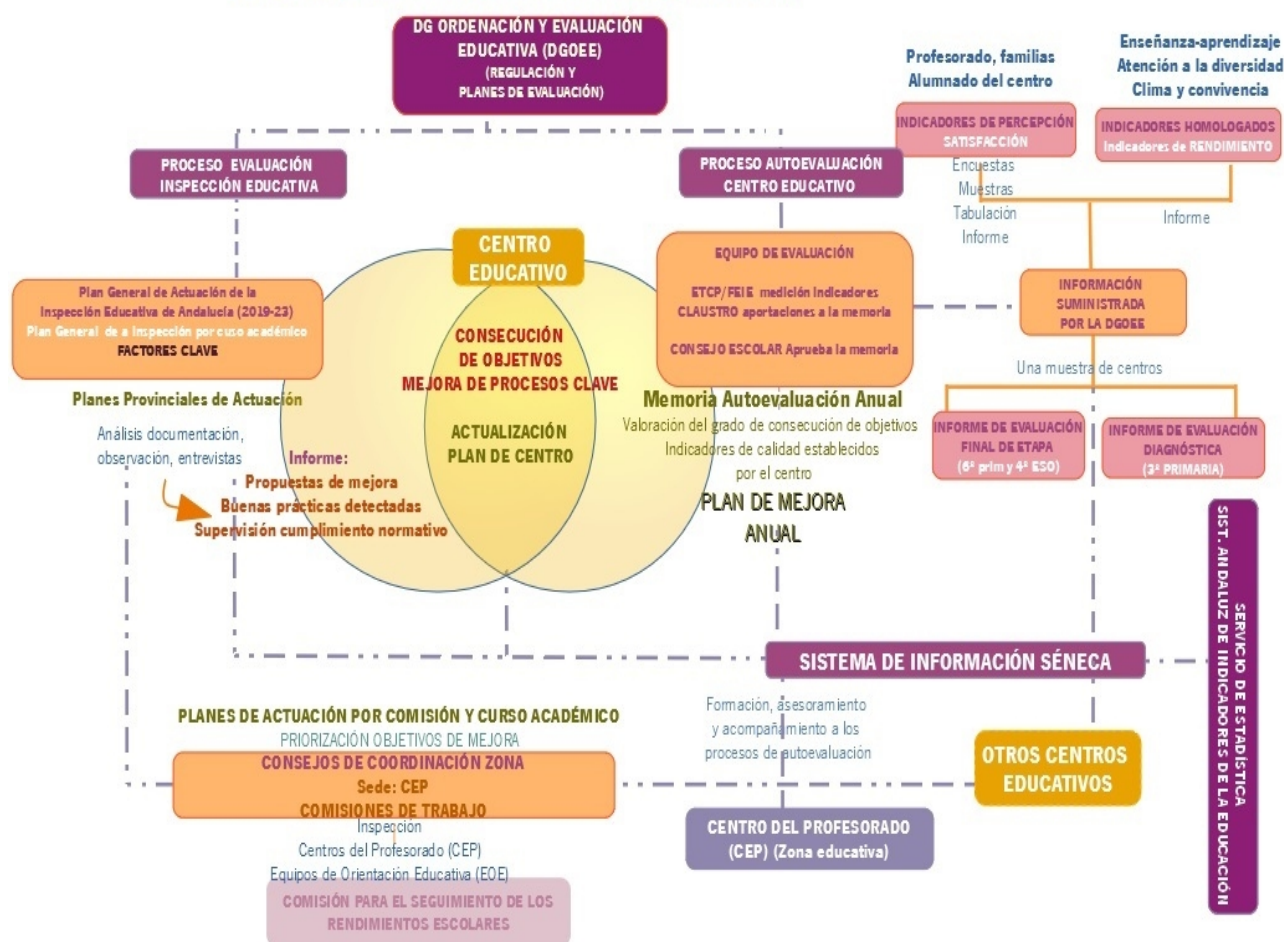 DG ORDENACIÓN Y EVALUACIÓN
EDUCATIVA (DGOEE)
(REGULACIÓN Y
PLANES DE EVALUACIÓN)
Profesorado, familias
Alumnado del centro
Enseñanza-aprendizaje
Atención a la diversidad
Clima y convivencia
INDICADORES DE PERCEPCIÓN
SATISFACCIÓN
INDICADORES HOMOLOGADOS
Indicadores de RENDIMIENTO
Encuestas
Muestras
Tabulación
Informe
Informe
PROCESO EVALUACIÓN
INSPECCIÓN EDUCATIVA
PROCESO AUTOEVALUACIÓN
CENTRO EDUCATIVO
CENTRO
EDUCATIVO
Plan General de Actuación de la
Inspección Educativa de Andalucía (2019-23)
Plan General de a Inspección por cuso académico
FACTORES CLAVE
EQUIPO DE EVALUACIÓN
ETCP/FEIE medición indicadores
CLAUSTRO aportaciones a la memoria
CONSEJO ESCOLAR Aprueba la memoria
INFORMACIÓN
SUMINISTRADA
POR LA DGOEE
CONSECUCIÓN
DE OBJETIVOS
MEJORA DE PROCESOS CLAVE
ACTUALIZACIÓN
PLAN DE CENTRO
Una muestra de centros
Planes Provinciales de Actuación
Análisis documentación,
observación, entrevistas
Informe:
Propuestas de mejora
Buenas prácticas detectadas
Supervisión cumplimiento normativo
Memoria Autoevaluación Anual
Valoración del grado de consecución de objetivos
Indicadores de calidad establecidos
por el centro
PLAN DE MEJORA
ANUAL
INFORME DE EVALUACIÓN
FINAL DE ETAPA
(6º prim y 4º ESO)
INFORME DE EVALUACIÓN
DIAGNÓSTICA
(3º PRIMARIA)
SERVICIO DE ESTADÍSTICA
SIST. ANDALUZ DE INDICADORES DE LA EDUCACIÓN
SISTEMA DE INFORMACIÓN SÉNECA
PLANES DE ACTUACIÓN POR COMISIÓN Y CURSO ACADÉMICO
PRIORIZACIÓN OBJETIVOS DE MEJORA
CONSEJOS DE COORDINACIÓN ZONA
Sede: CEP
COMISIONES DE TRABAJO
Inspección
Centros del Profesorado (CEP)
Equipos de Orientación Educativa (EOE)
COMISIÓN PARA EL SEGUIMIENTO DE LOS
RENDIMIENTOS ESCOLARES
Formación, asesoramiento
y acompañamiento a los
procesos de autoevaluación
OTROS CENTROS
EDUCATIVOS
CENTRO DEL PROFESORADO
(CEP) (Zona educativa)